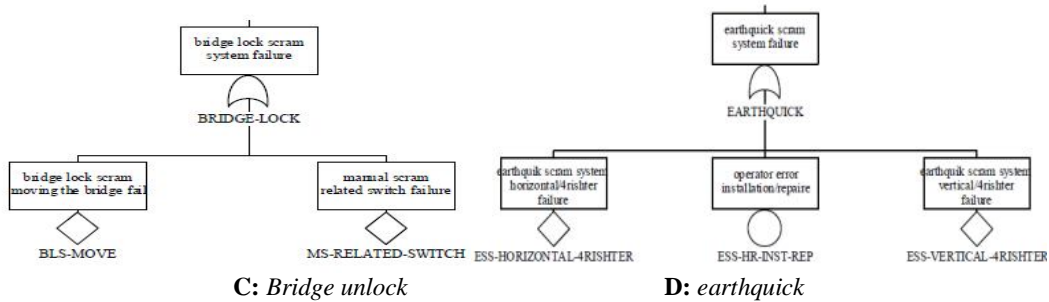 bridge lock scram
system failure
BRIDGE-LOCK
bridge lock scram
moving the bridge fail
BLS-MOVE
manual scram
related switch failure
MS-RELATED-SWITCH
C: Bridge unlock
earthquick scram
system failure
EARTHQUICK
earthquik scram system
horizontal/4rishter
failure
ESS-HORIZONTAL-4RISHTER
operator error
installation/repaire
ESS-HR-INST-REP
earthquik scram system
vertical/4rishter
failure
ESS-VERTICAL-4RISHTER
D: earthquick